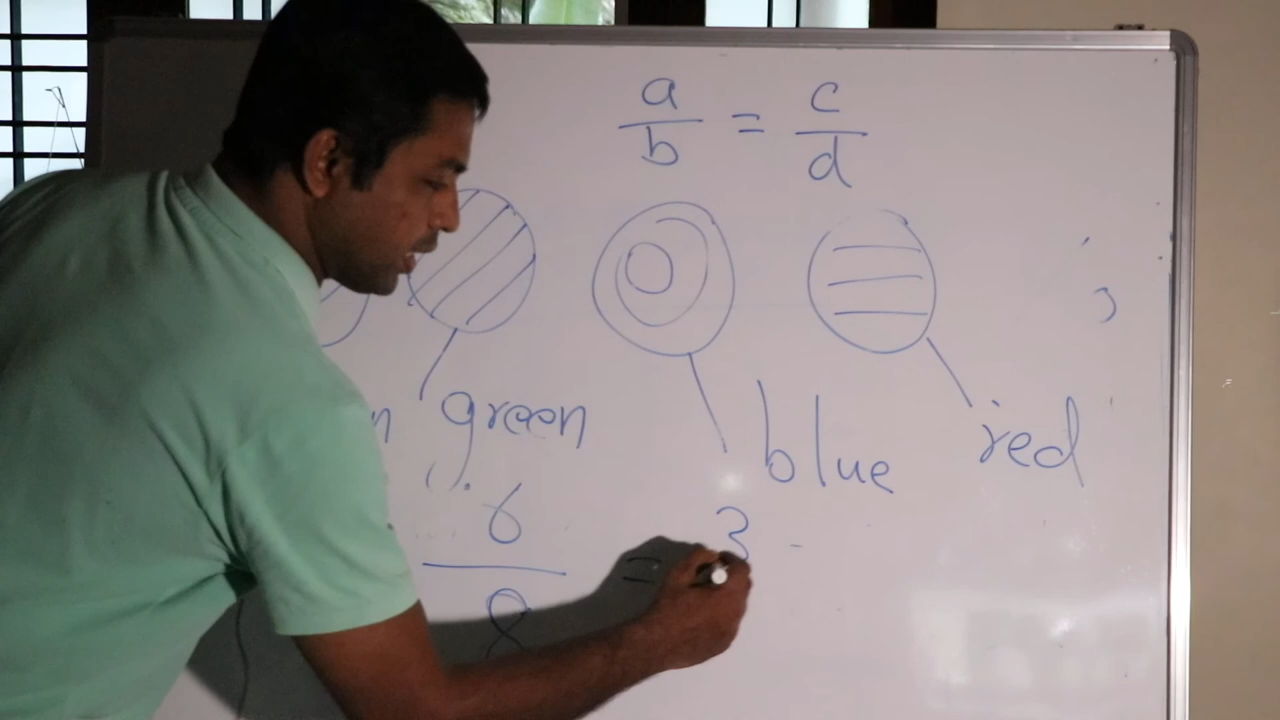 a/b = c/d
n green
blue
red
6/8 = 3